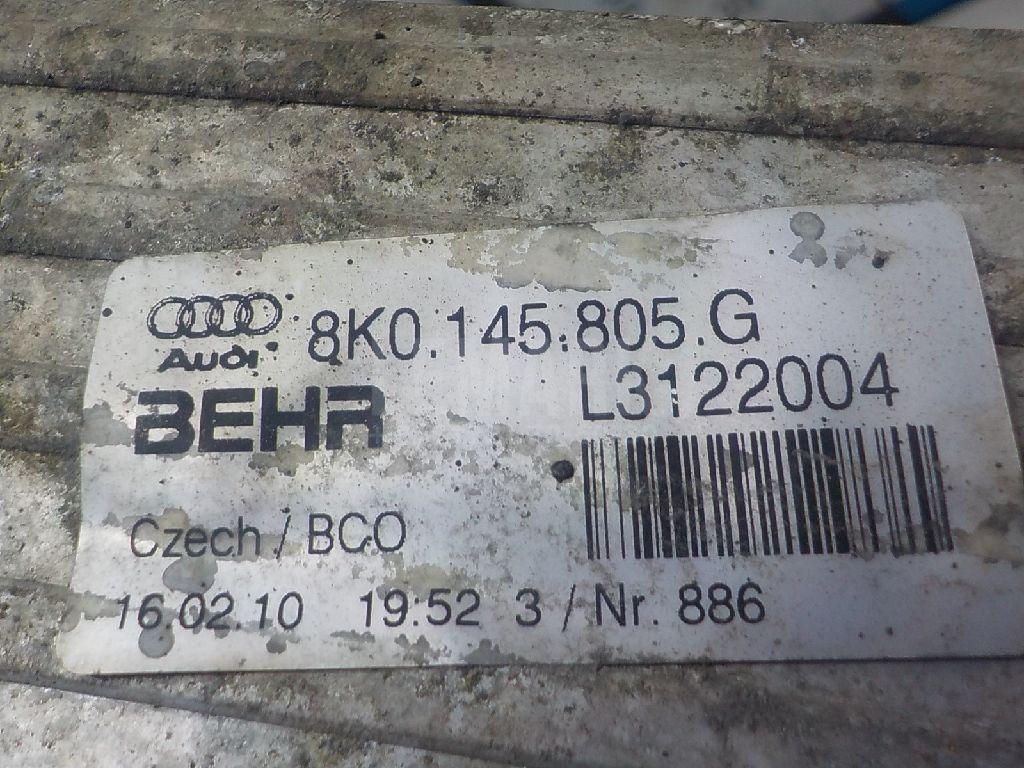 Audi 8K0.145.805.G
BEHR L3122004
Czech / BCO
16.02.10 19:52 3 / Nr. 886